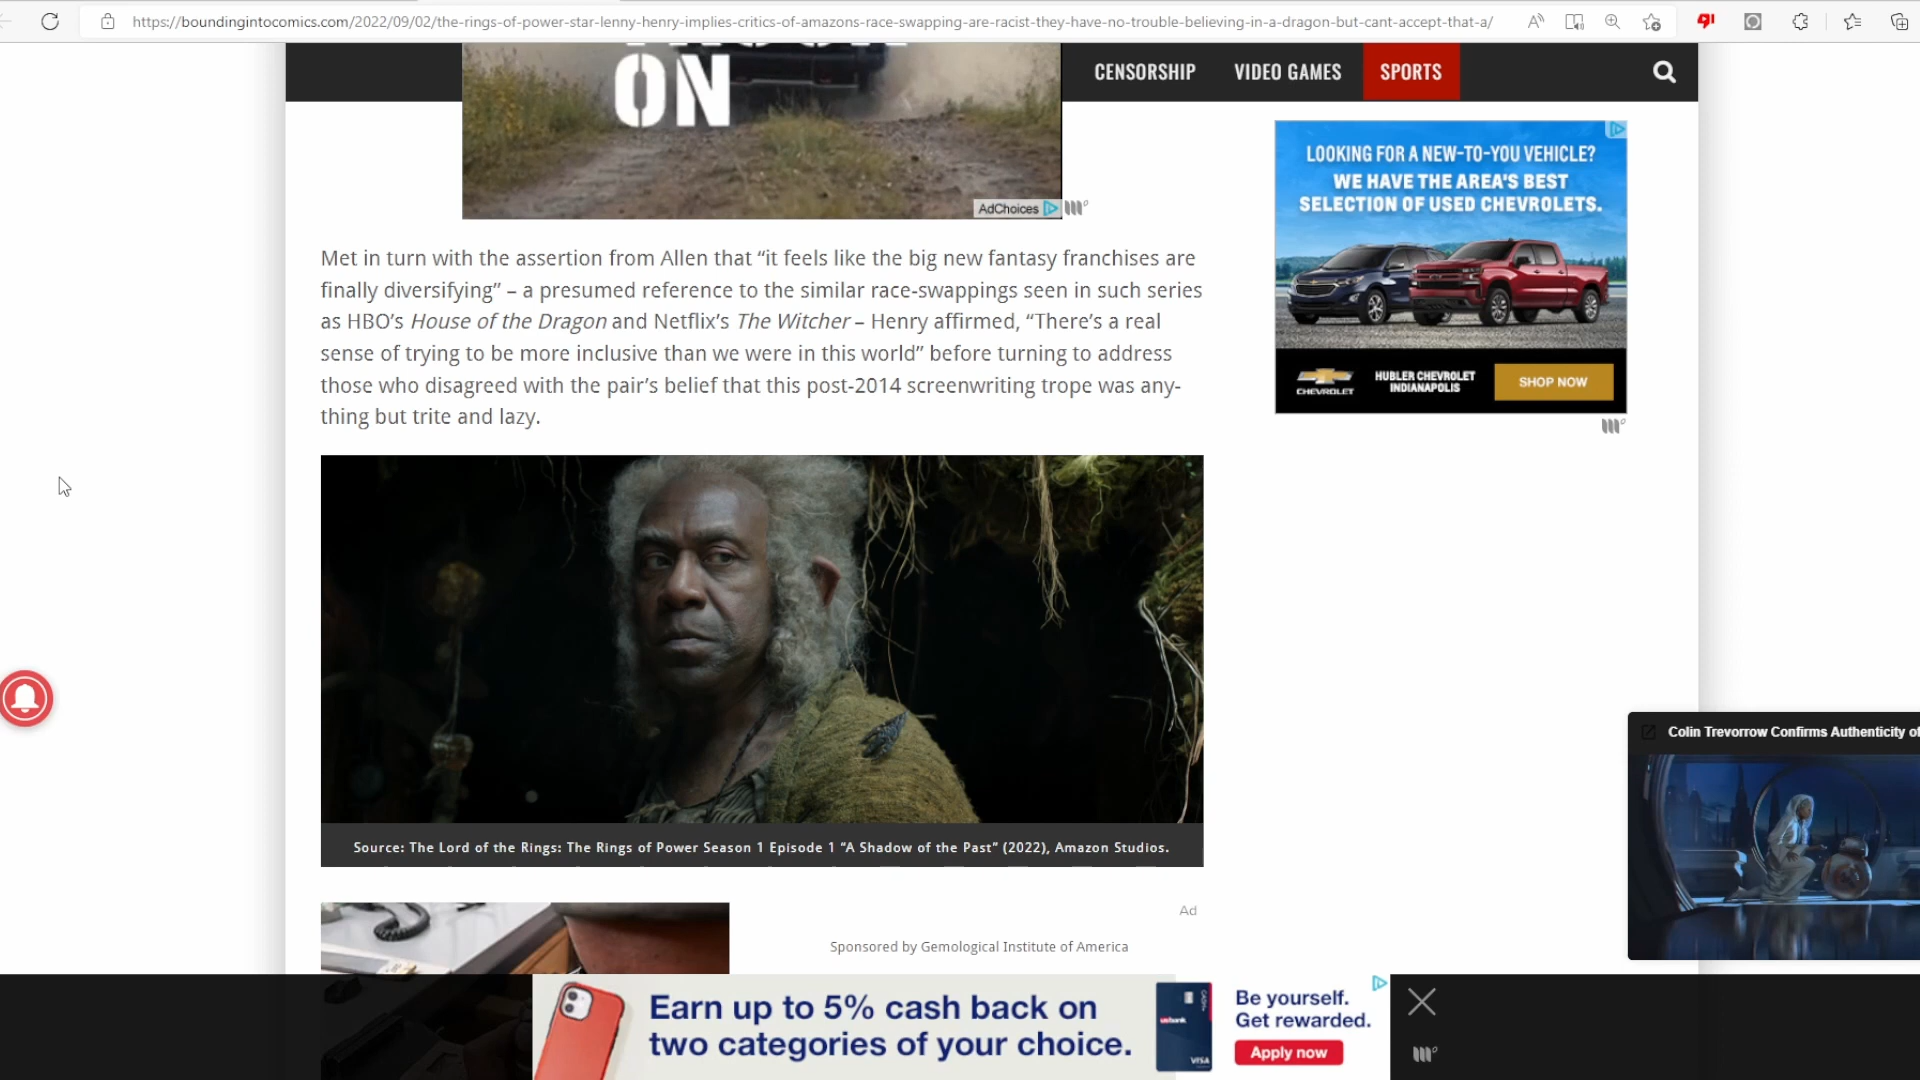 https://boundingintocomics.com/2022/09/02/the-rings-of-power-star-lenny-henry-implies-critics-of-amazons-race-swapping-are-racist-they-have-no-trouble-believing-in-a-dragon-but-cant-accept-that-a/
ON
CENSORSHIP VIDEO GAMES SPORTS
AdChoices
LOOKING FOR A NEW-TO-YOU VEHICLE?
WE HAVE THE AREA'S BEST
SELECTION OF USED CHEVROLETS.
CHEVROLET
HUBLER CHEVROLET
INDIANAPOLIS
SHOP NOW
Met in turn with the assertion from Allen that “it feels like the big new fantasy franchises are
finally diversifying” – a presumed reference to the similar race-swappings seen in such series
as HBO’s House of the Dragon and Netflix’s The Witcher – Henry affirmed, “There’s a real
sense of trying to be more inclusive than we were in this world” before turning to address
those who disagreed with the pair’s belief that this post-2014 screenwriting trope was any-
thing but trite and lazy.
Source: The Lord of the Rings: The Rings of Power Season 1 Episode 1 “A Shadow of the Past” (2022), Amazon Studios.
Colin Trevorrow Confirms Authenticity of
Ad
Sponsored by Gemological Institute of America
Earn up to 5% cash back on
two categories of your choice.
usbank
CASH+
VISA
Be yourself.
Get rewarded.
Apply now